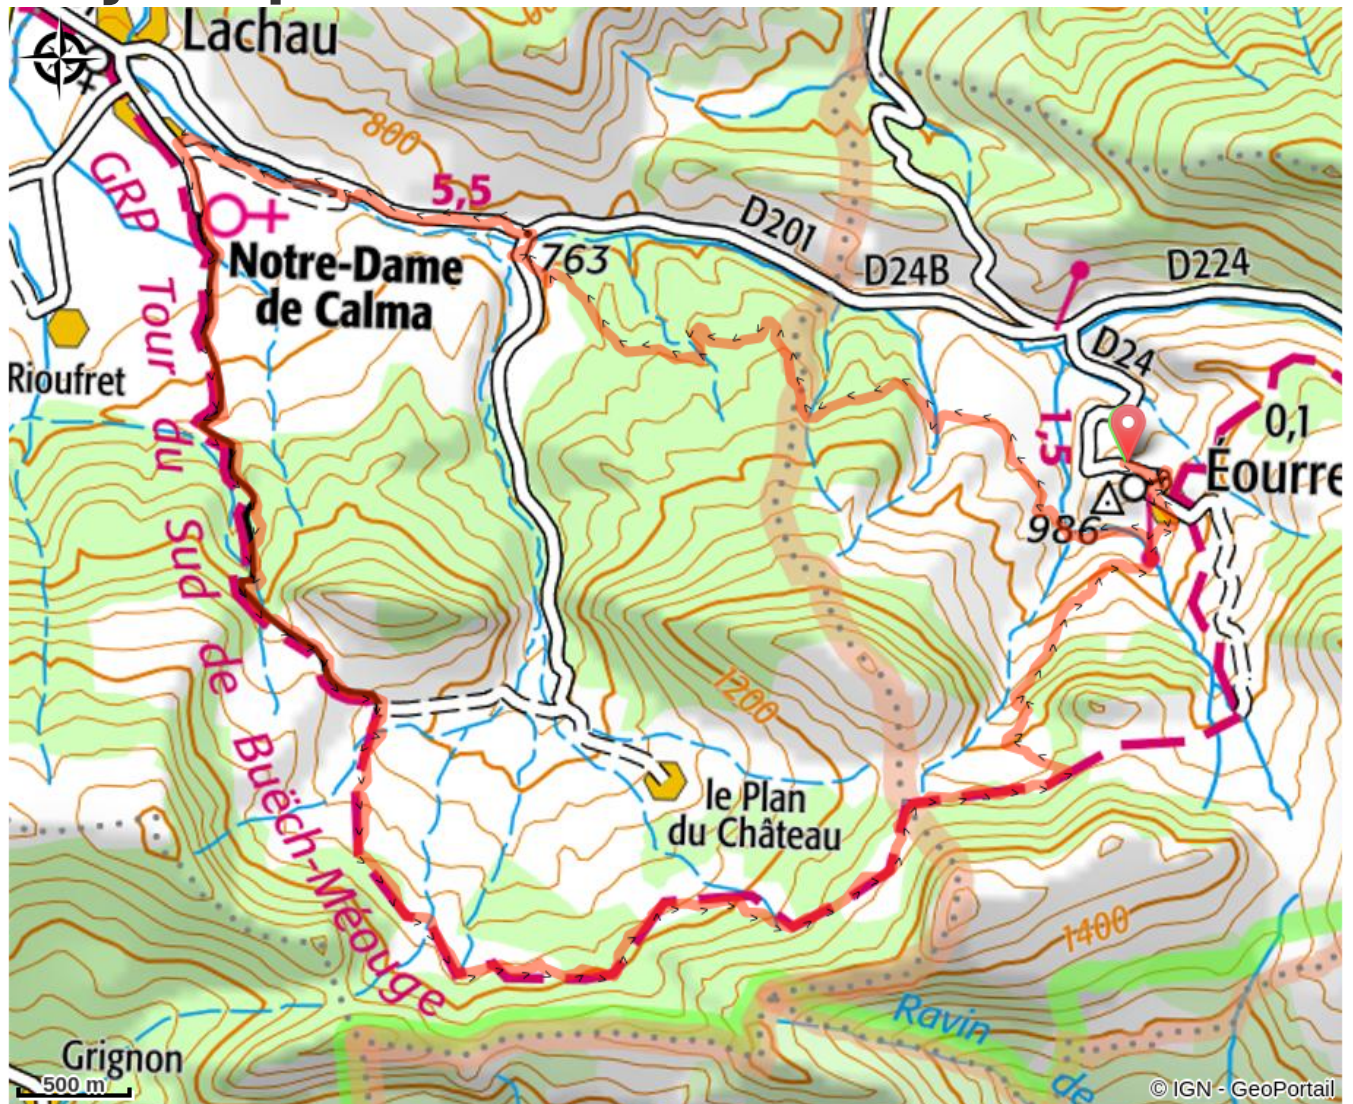 Lachau
800
GRP
5,5
D201
763
D24B
D224
Notre-Dame
de Calma
Tour du Sud de Buëch-Méouge
D24
Rioufret
1,5
0,1
Éourre
986
1200
le Plan
du Château
1400
Ravin
de
Grignon
500 m
© IGN - GeoPortail